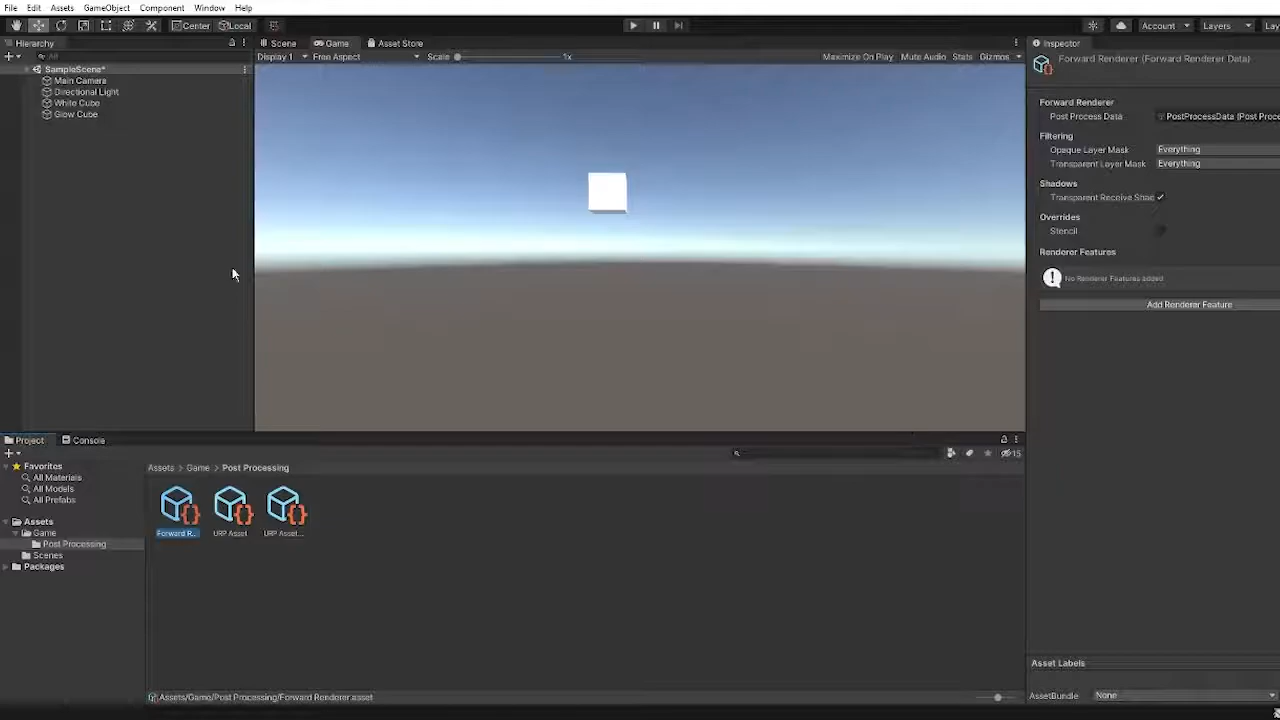 File Edit Assets GameObject Component Window Help
Center Local Account Layers Lay
Hierarchy Scene Game Asset Store Inspector
All Display 1 Free Aspect Scale 1x Maximize On Play Mute Audio Stats Gizmos Forward Renderer (Forward Renderer Data)
SampleScene*
Main Camera
Directional Light
White Cube
Glow Cube
Forward Renderer
Post Process Data PostProcessData (Post Proce
Filtering
Opaque Layer Mask Everything
Transparent Layer Mask Everything
Shadows
Transparent Receive Shac
Overrides
Stencil
Renderer Features
No Renderer Features added
Add Renderer Feature
Project Console
15
Favorites Assets > Game > Post Processing
All Materials
All Models
All Prefabs
Assets
Game Forward R... URP Asset URP Asset...
Post Processing
Scenes
Packages
Asset Labels
Assets/Game/Post Processing/Forward Renderer.asset AssetBundle None